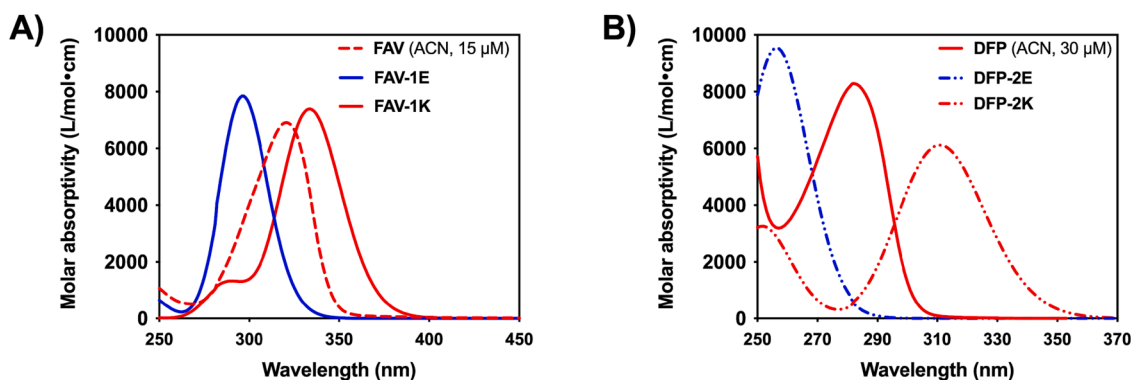 A)
Molar absorptivity (L/mol•cm)
10000
8000
6000
4000
2000
0
250
300
350
400
450
Wavelength (nm)
FAV (ACN, 15 µM)
FAV-1E
FAV-1K
B)
Molar absorptivity (L/mol•cm)
10000
8000
6000
4000
2000
0
250
270
290
310
330
350
370
Wavelength (nm)
DFP (ACN, 30 µM)
DFP-2E
DFP-2K